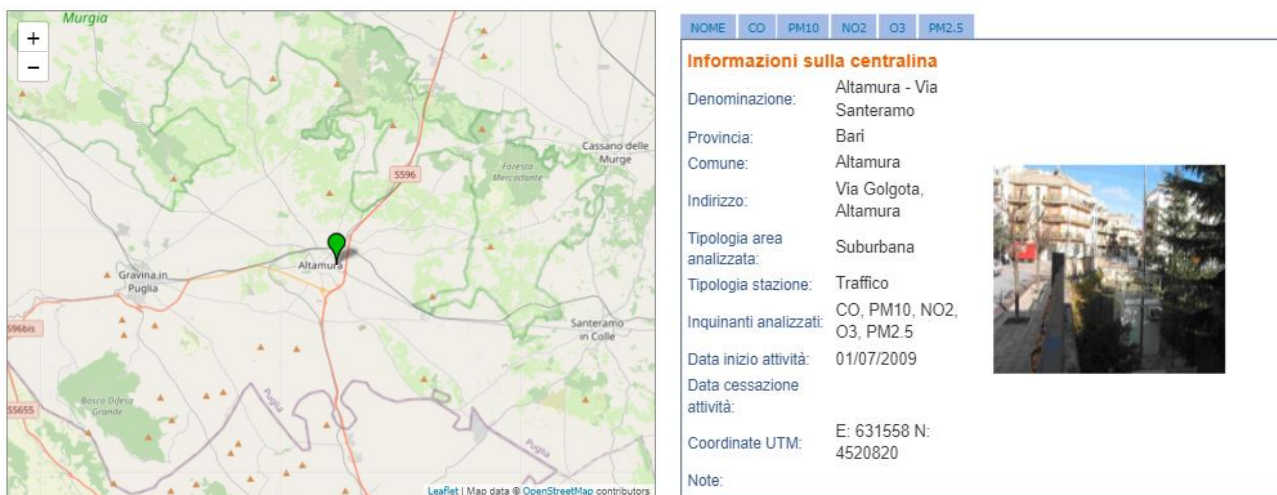 Murgia
+
−
Cassano delle
Murge
Foresta
Mercadante
SS96
Altamura
Gravina in
Puglia
S96bis
Santeramo
in Colle
SS655
Bosco Difesa
Grande
Puglia
Puglia
Leaflet | Map data © OpenStreetMap contributors
NOME CO PM10 NO2 O3 PM2.5
Informazioni sulla centralina
Denominazione: Altamura - Via
Santeramo
Provincia: Bari
Comune: Altamura
Indirizzo: Via Golgota,
Altamura
Tipologia area
analizzata: Suburbana
Tipologia stazione: Traffico
Inquinanti analizzati: CO, PM10, NO2,
O3, PM2.5
Data inizio attività: 01/07/2009
Data cessazione
attività:
Coordinate UTM: E: 631558 N:
4520820
Note: